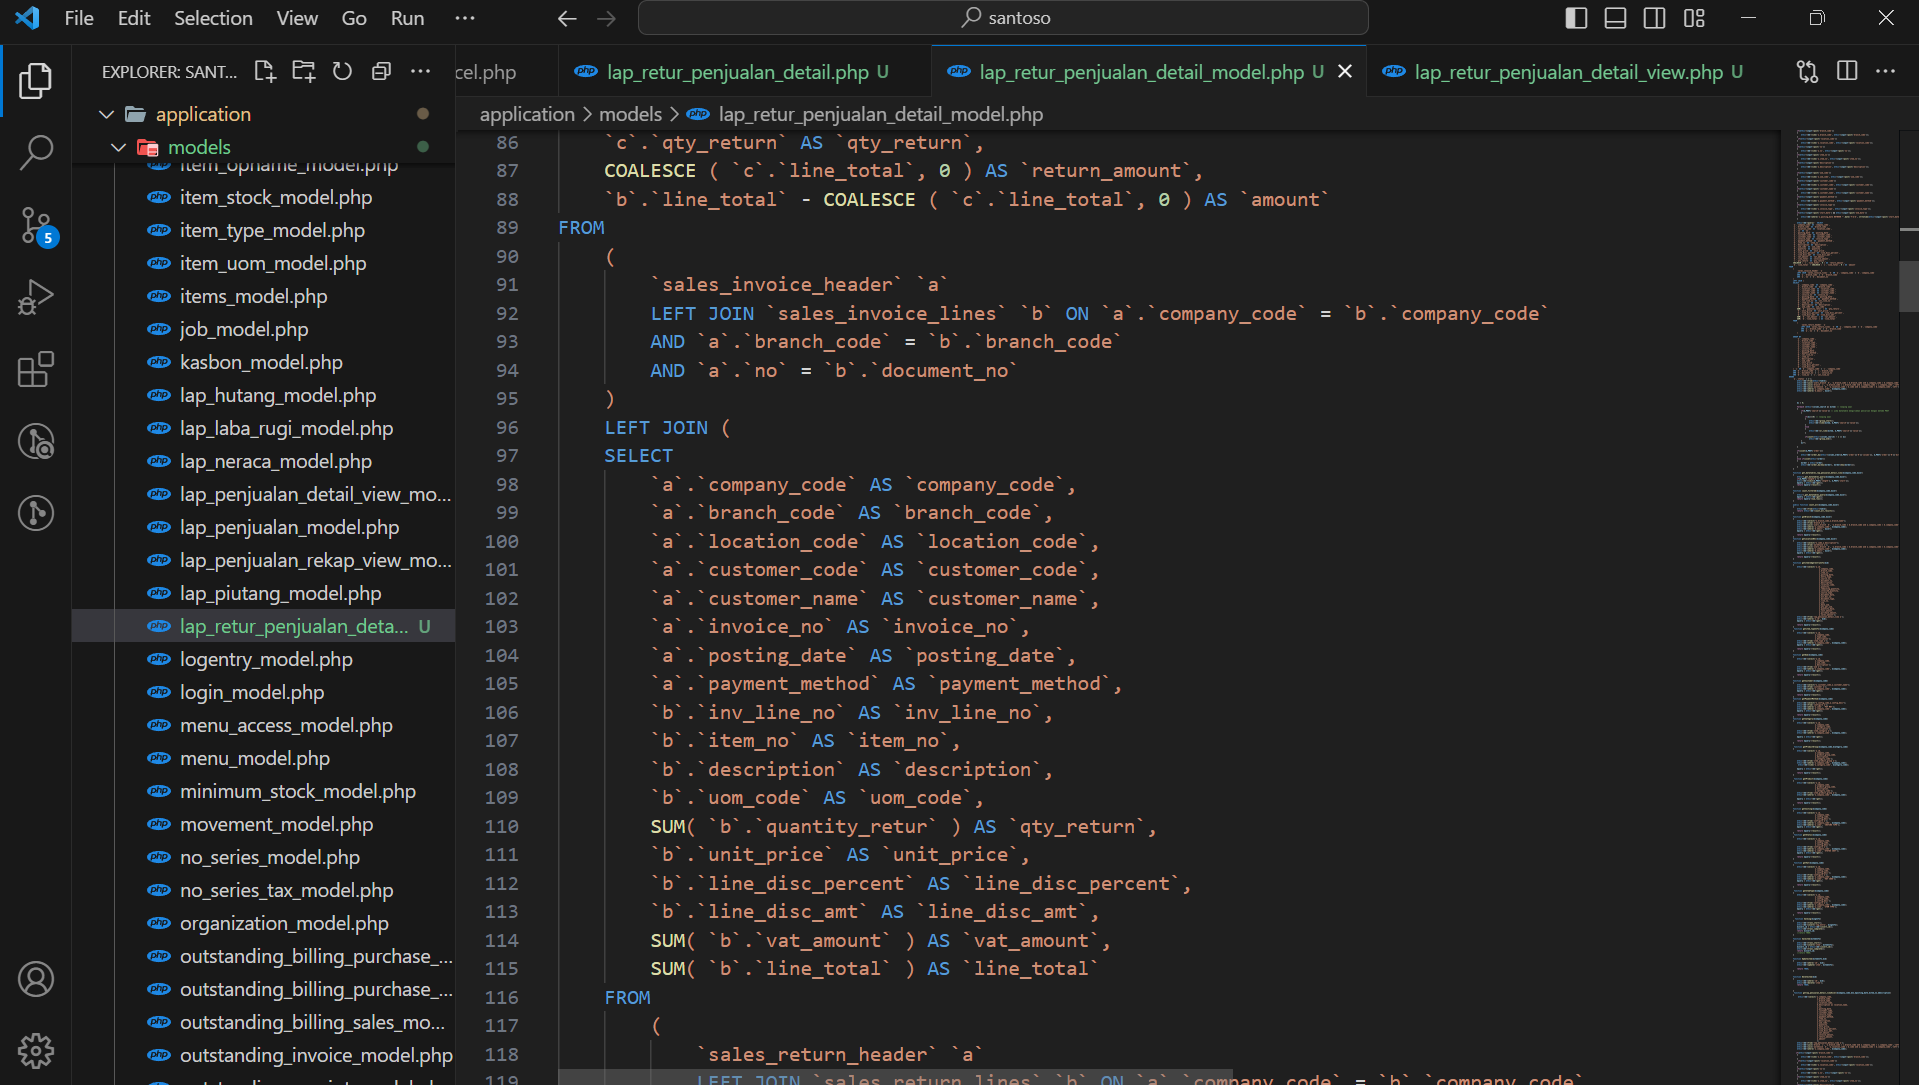 File Edit Selection View Go Run ···
santoso
EXPLORER: SANT...
application
models
item_opname_model.php
item_stock_model.php
item_type_model.php
item_uom_model.php
items_model.php
job_model.php
kasbon_model.php
lap_hutang_model.php
lap_laba_rugi_model.php
lap_neraca_model.php
lap_penjualan_detail_view_mo...
lap_penjualan_model.php
lap_penjualan_rekap_view_mo...
lap_piutang_model.php
lap_retur_penjualan_deta... U
logentry_model.php
login_model.php
menu_access_model.php
menu_model.php
minimum_stock_model.php
movement_model.php
no_series_model.php
no_series_tax_model.php
organization_model.php
outstanding_billing_purchase_...
outstanding_billing_purchase_...
outstanding_billing_sales_mo...
outstanding_invoice_model.php
5
cel.php
lap_retur_penjualan_detail.php U
lap_retur_penjualan_detail_model.php U
lap_retur_penjualan_detail_view.php U
application > models > lap_retur_penjualan_detail_model.php
86 `c`.`qty_return` AS `qty_return`,
87 COALESCE ( `c`.`line_total`, 0 ) AS `return_amount`,
88 `b`.`line_total` - COALESCE ( `c`.`line_total`, 0 ) AS `amount`
89 FROM
90 (
91 `sales_invoice_header` `a`
92 LEFT JOIN `sales_invoice_lines` `b` ON `a`.`company_code` = `b`.`company_code`
93 AND `a`.`branch_code` = `b`.`branch_code`
94 AND `a`.`no` = `b`.`document_no`
95 )
96 LEFT JOIN (
97 SELECT
98 `a`.`company_code` AS `company_code`,
99 `a`.`branch_code` AS `branch_code`,
100 `a`.`location_code` AS `location_code`,
101 `a`.`customer_code` AS `customer_code`,
102 `a`.`customer_name` AS `customer_name`,
103 `a`.`invoice_no` AS `invoice_no`,
104 `a`.`posting_date` AS `posting_date`,
105 `a`.`payment_method` AS `payment_method`,
106 `b`.`inv_line_no` AS `inv_line_no`,
107 `b`.`item_no` AS `item_no`,
108 `b`.`description` AS `description`,
109 `b`.`uom_code` AS `uom_code`,
110 SUM( `b`.`quantity_retur` ) AS `qty_return`,
111 `b`.`unit_price` AS `unit_price`,
112 `b`.`line_disc_percent` AS `line_disc_percent`,
113 `b`.`line_disc_amt` AS `line_disc_amt`,
114 SUM( `b`.`vat_amount` ) AS `vat_amount`,
115 SUM( `b`.`line_total` ) AS `line_total`
116 FROM
117 (
118 `sales_return_header` `a`
119 LEFT JOIN `sales_return_lines` `b` ON `a`.`company_code` = `b`.`company_code`